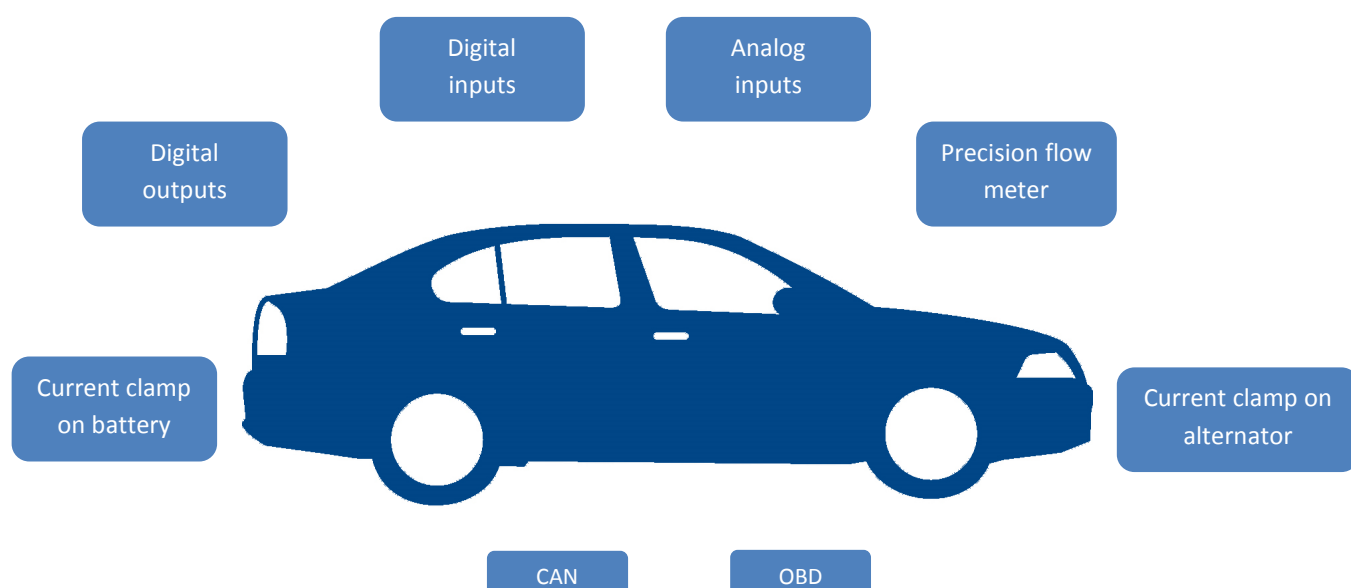 Digital
inputs
Analog
inputs
Digital
outputs
Precision flow
meter
Current clamp
on battery
Current clamp on
alternator
CAN
OBD